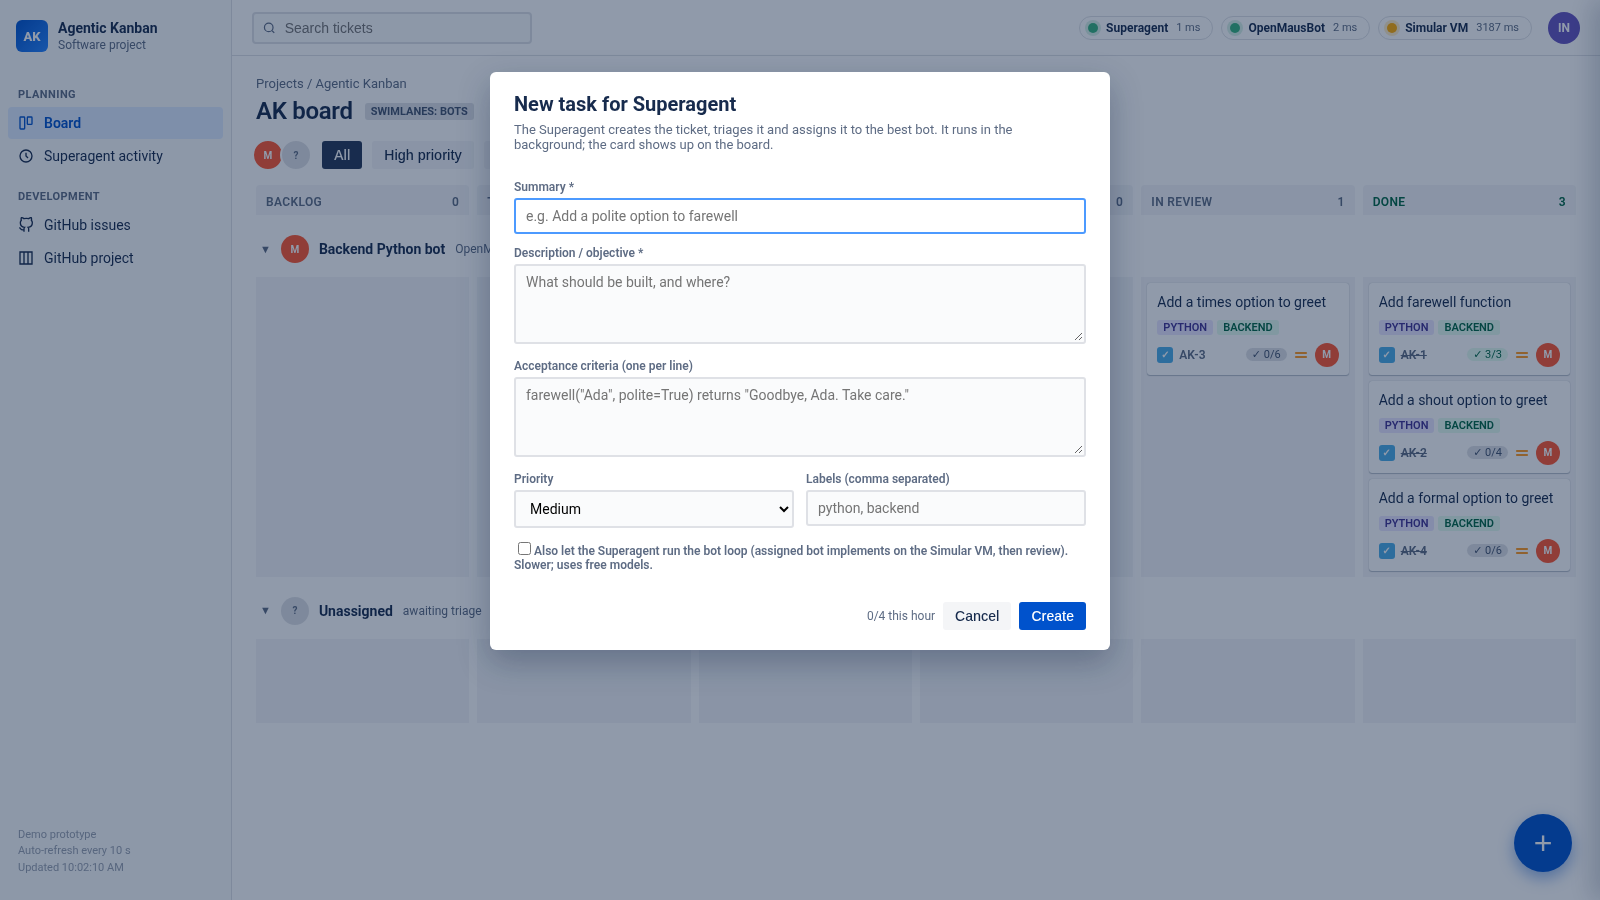 AK
Agentic Kanban
Software project
Search tickets
Superagent 1 ms
OpenMausBot 2 ms
Simular VM 3187 ms
IN
PLANNING
Board
Superagent activity
DEVELOPMENT
GitHub issues
GitHub project
Projects / Agentic Kanban
AK board SWIMLANES: BOTS
M ? All High priority
BACKLOG 0
0
IN REVIEW 1
DONE 3
M Backend Python bot
Add a times option to greet
PYTHON BACKEND
AK-3 ✓ 0/6 M
Add farewell function
PYTHON BACKEND
AK-1 ✓ 3/3 M
Add a shout option to greet
PYTHON BACKEND
AK-2 ✓ 0/4 M
Add a formal option to greet
PYTHON BACKEND
AK-4 ✓ 0/6 M
? Unassigned awaiting triage
New task for Superagent
The Superagent creates the ticket, triages it and assigns it to the best bot. It runs in the
background; the card shows up on the board.
Summary *
e.g. Add a polite option to farewell
Description / objective *
What should be built, and where?
Acceptance criteria (one per line)
farewell("Ada", polite=True) returns "Goodbye, Ada. Take care."
Priority
Medium
Labels (comma separated)
python, backend
Also let the Superagent run the bot loop (assigned bot implements on the Simular VM, then review).
Slower; uses free models.
0/4 this hour Cancel Create
+
Demo prototype
Auto-refresh every 10 s
Updated 10:02:10 AM